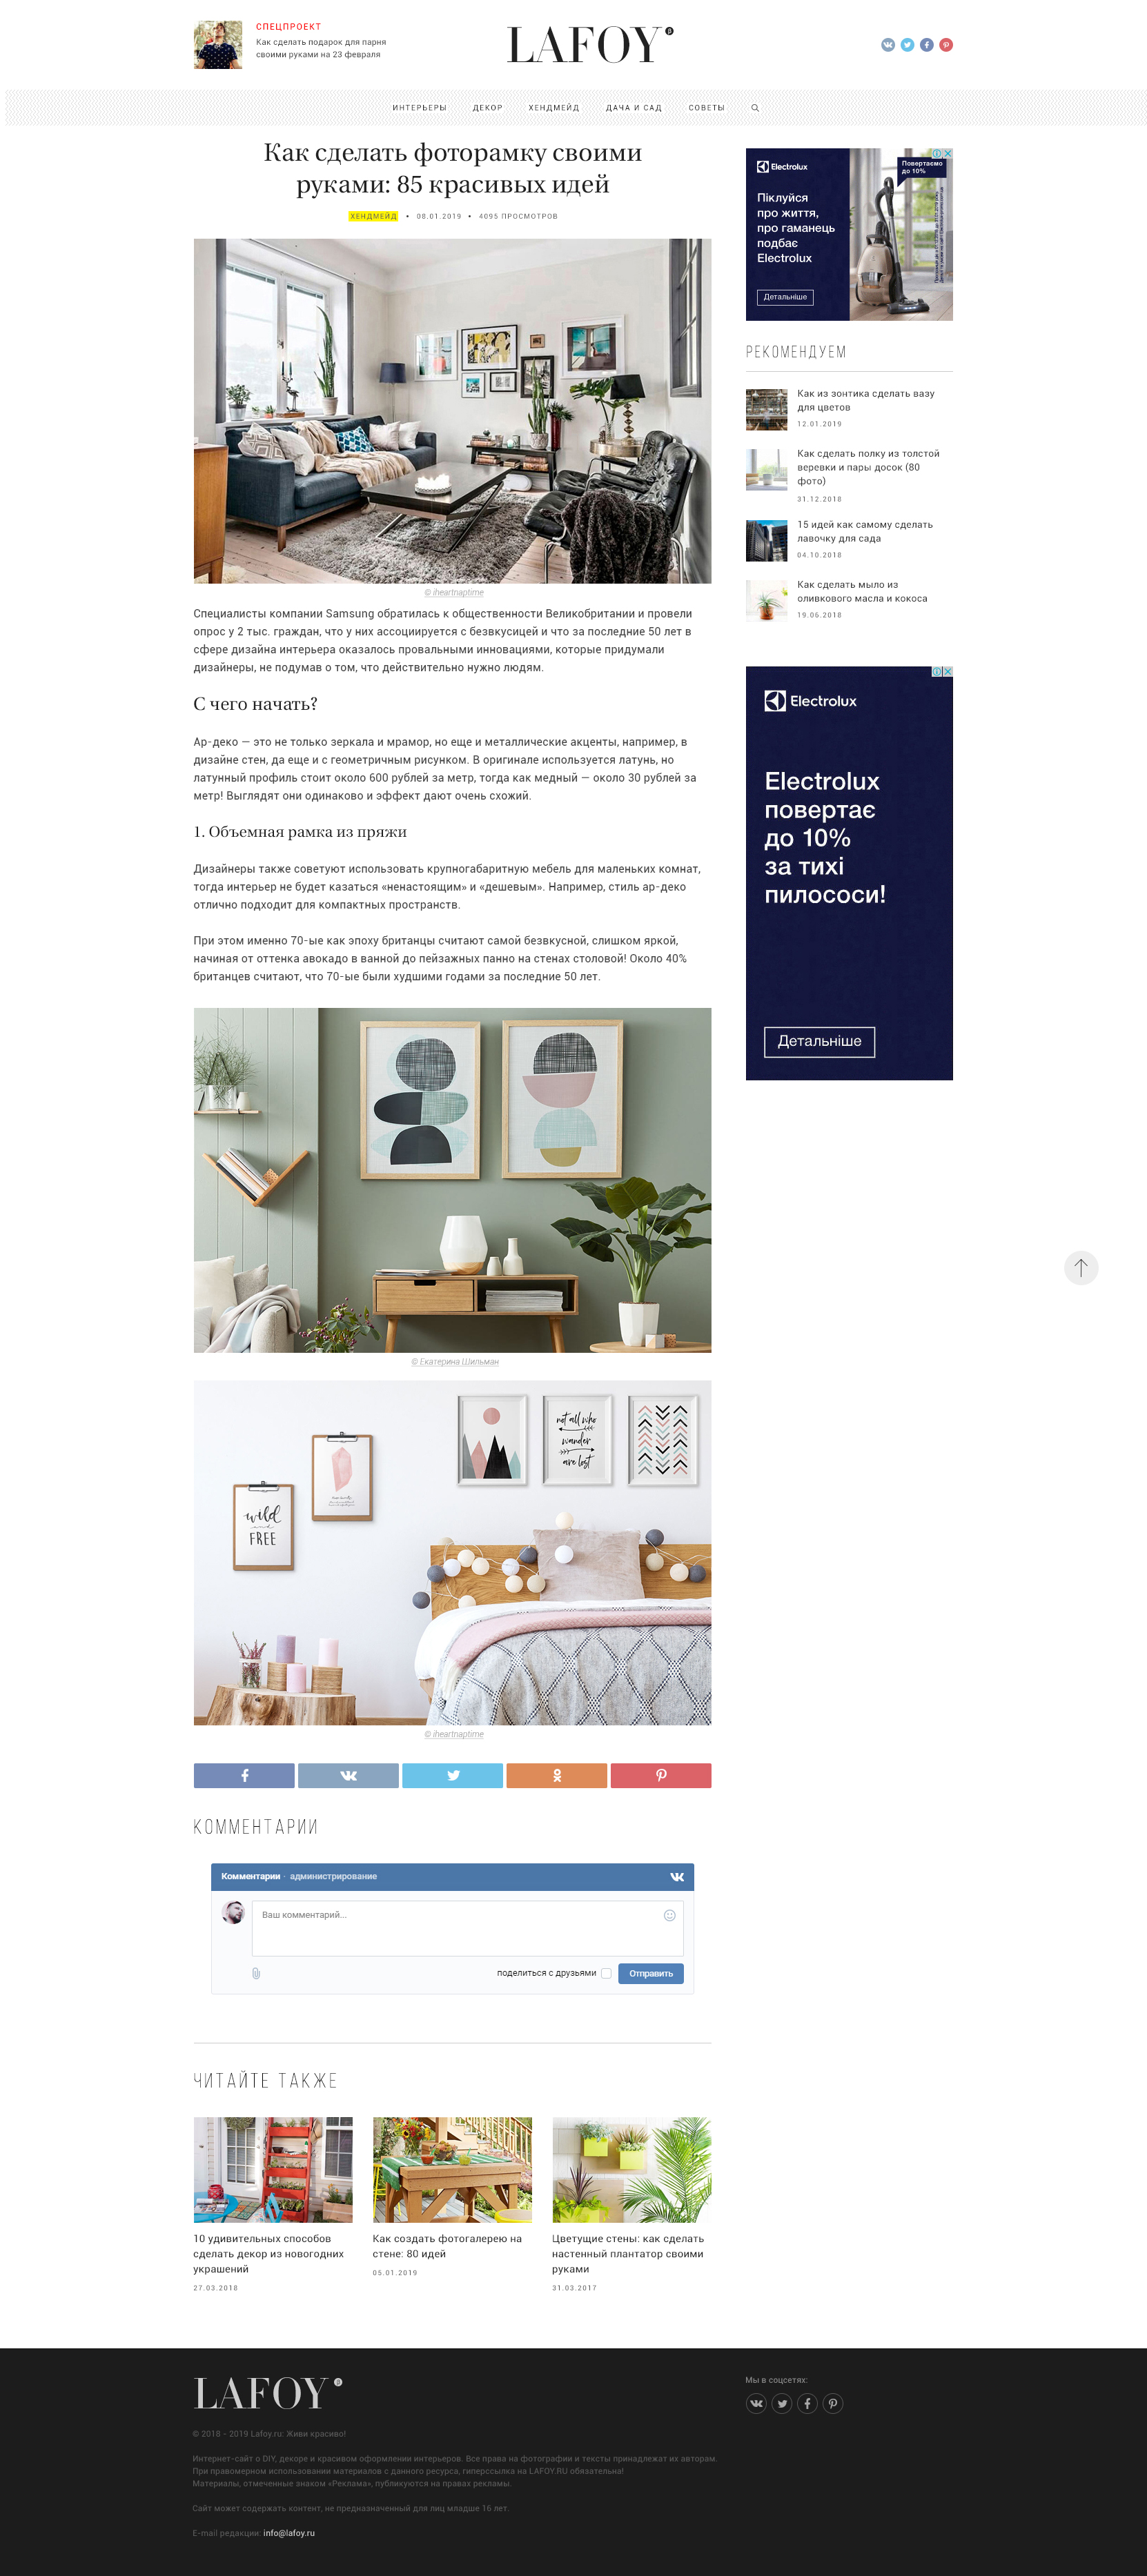 СПЕЦПРОЕКТ
Как сделать подарок для парня
своими руками на 23 февраля
LAFOY β
ИНТЕРЬЕРЫ ДЕКОР ХЕНДМЕЙД ДАЧА И САД СОВЕТЫ
Как сделать фоторамку своими
руками: 85 красивых идей
ХЕНДМЕЙД • 08.01.2019 • 4095 ПРОСМОТРОВ
© iheartnaptime
Специалисты компании Samsung обратилась к общественности Великобритании и провели
опрос у 2 тыс. граждан, что у них ассоциируется с безвкусицей и что за последние 50 лет в
сфере дизайна интерьера оказалось провальными инновациями, которые придумали
дизайнеры, не подумав о том, что действительно нужно людям.
С чего начать?
Ар-деко — это не только зеркала и мрамор, но еще и металлические акценты, например, в
дизайне стен, да еще и с геометричным рисунком. В оригинале используется латунь, но
латунный профиль стоит около 600 рублей за метр, тогда как медный — около 30 рублей за
метр! Выглядят они одинаково и эффект дают очень схожий.
1. Объемная рамка из пряжи
Дизайнеры также советуют использовать крупногабаритную мебель для маленьких комнат,
тогда интерьер не будет казаться «ненастоящим» и «дешевым». Например, стиль ар-деко
отлично подходит для компактных пространств.
При этом именно 70-ые как эпоху британцы считают самой безвкусной, слишком яркой,
начиная от оттенка авокадо в ванной до пейзажных панно на стенах столовой! Около 40%
британцев считают, что 70-ые были худшими годами за последние 50 лет.
© Екатерина Шильман
wild
and
FREE
not all who
wander
are lost
© iheartnaptime
КОММЕНТАРИИ
Комментарии · администрирование
Ваш комментарий...
поделиться с друзьями Отправить
ЧИТАЙТЕ ТАКЖЕ
10 удивительных способов
сделать декор из новогодних
украшений
27.03.2018
Как создать фотогалерею на
стене: 80 идей
05.01.2019
Цветущие стены: как сделать
настенный плантатор своими
руками
31.03.2017
Electrolux
Повертаємо
до 10%
Піклуйся
про життя,
про гаманець
подбає
Electrolux
Детальніше
РЕКОМЕНДУЕМ
Как из зонтика сделать вазу
для цветов
12.01.2019
Как сделать полку из толстой
веревки и пары досок (80
фото)
31.12.2018
15 идей как самому сделать
лавочку для сада
04.10.2018
Как сделать мыло из
оливкового масла и кокоса
19.06.2018
Electrolux
Electrolux
повертає
до 10%
за тихі
пилососи!
Детальніше
LAFOY β
© 2018 - 2019 Lafoy.ru: Живи красиво!
Интернет-сайт о DIY, декоре и красивом оформлении интерьеров. Все права на фотографии и тексты принадлежат их авторам.
При правомерном использовании материалов с данного ресурса, гиперссылка на LAFOY.RU обязательна!
Материалы, отмеченные знаком «Реклама», публикуются на правах рекламы.
Сайт может содержать контент, не предназначенный для лиц младше 16 лет.
E-mail редакции: info@lafoy.ru
Мы в соцсетях: